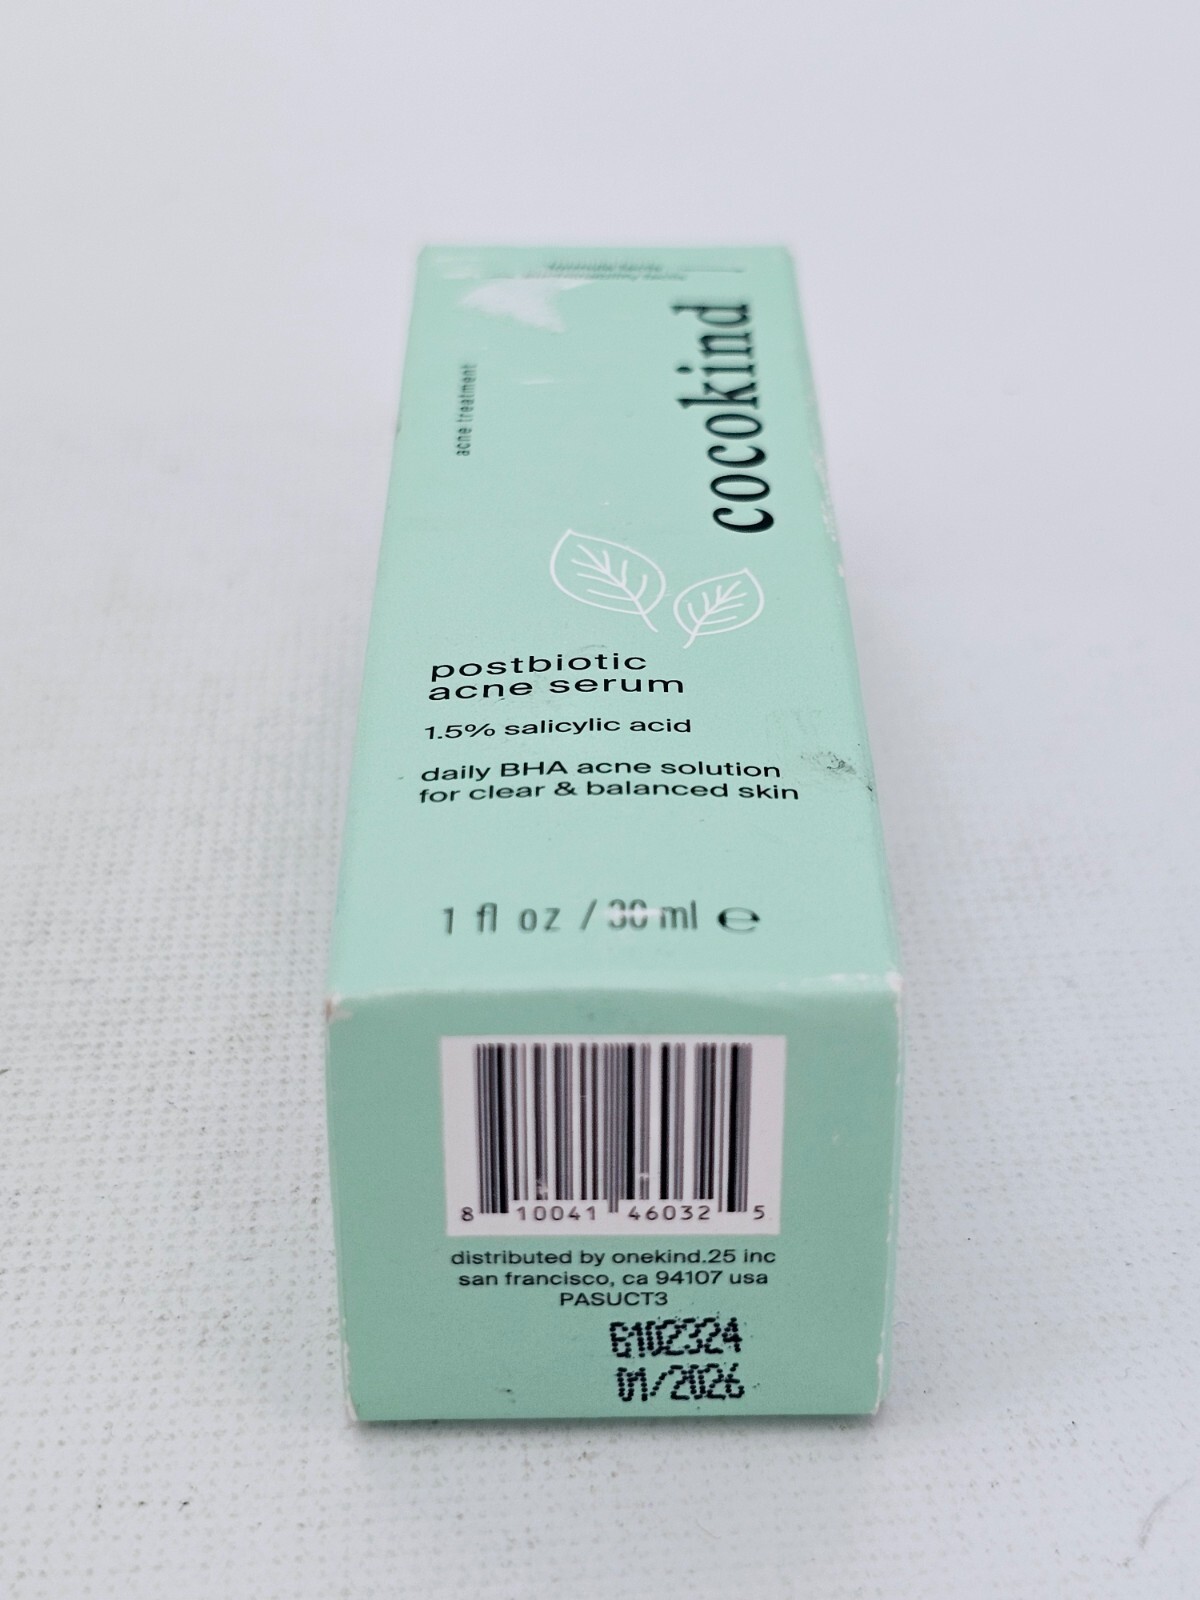 cocokind
acne treatment
postbiotic
acne serum
1.5% salicylic acid
daily BHA acne solution
for clear & balanced skin
1 fl oz / 30 ml ℮
8 10041 46032 5
distributed by onekind.25 inc
san francisco, ca 94107 usa
PASUCT3
G102324
01/2026